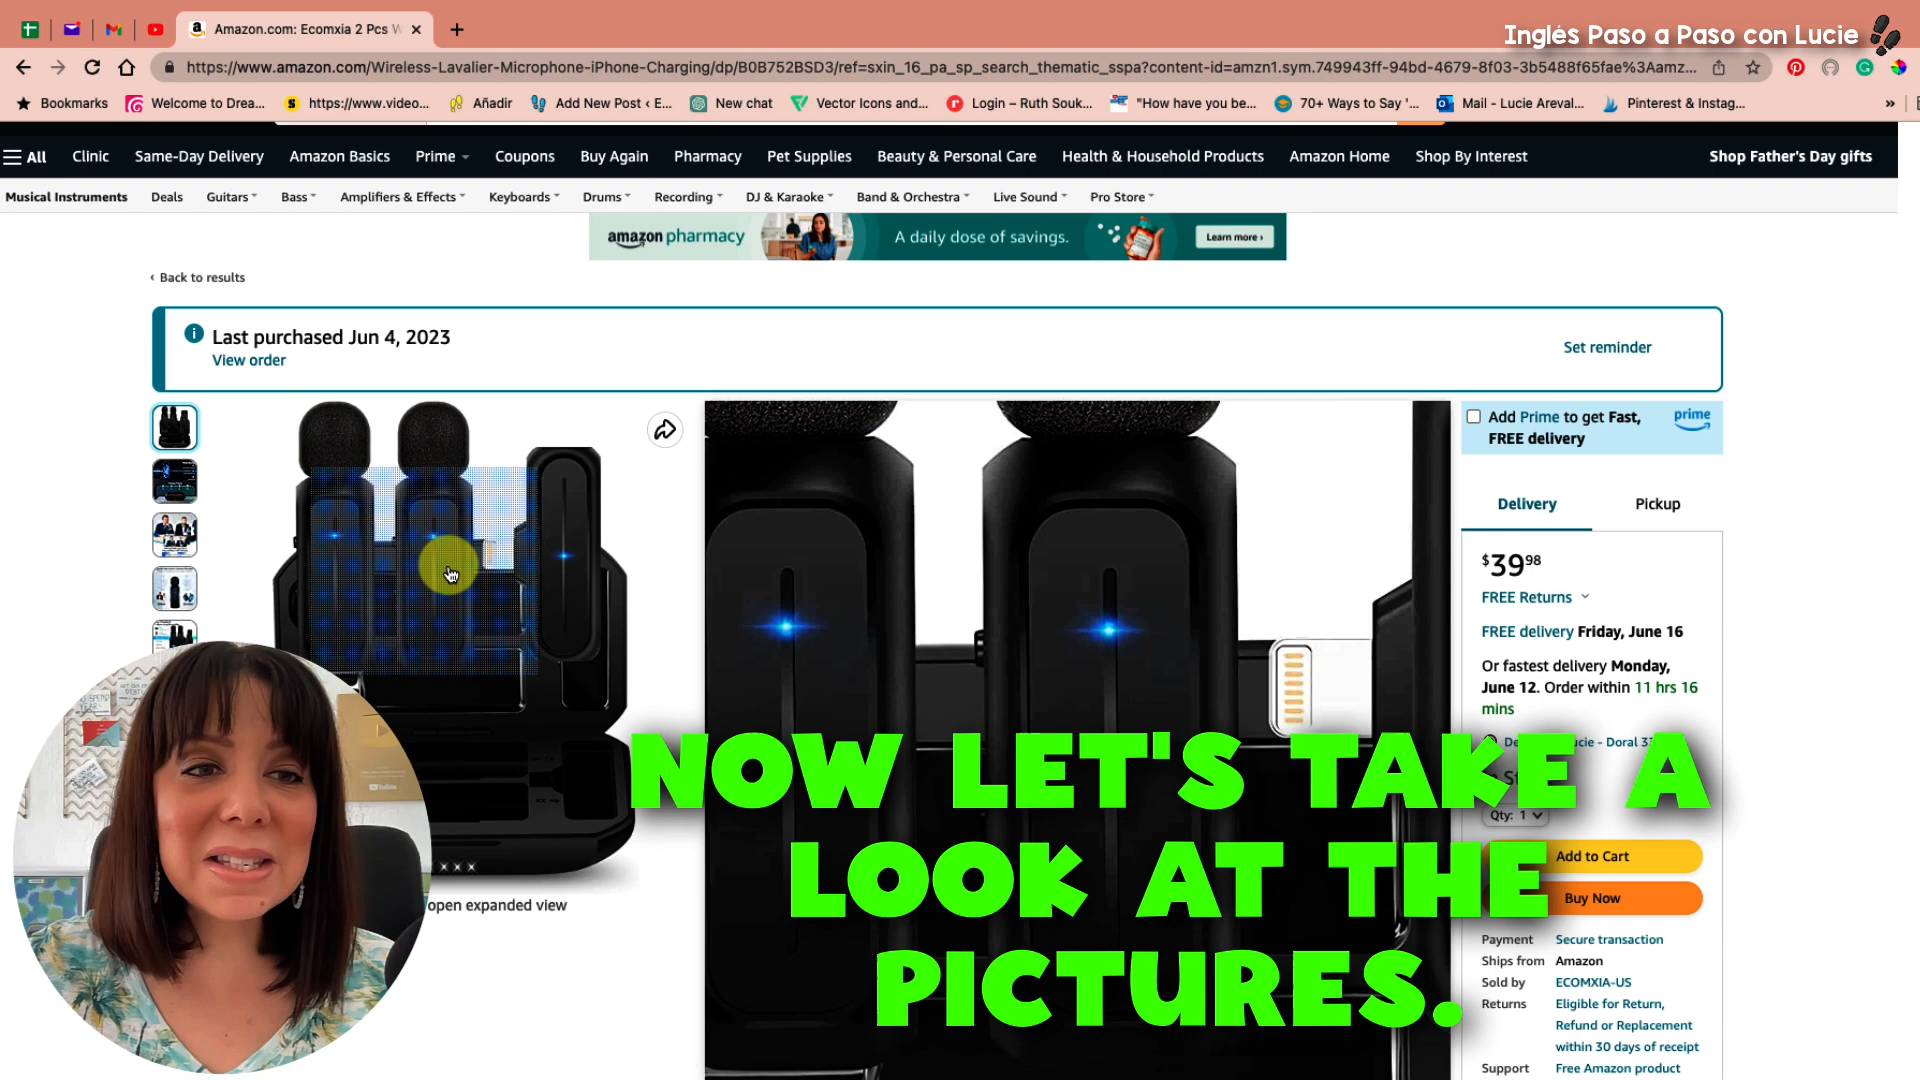 Amazon.com: Ecomxia 2 Pcs W
Inglés Paso a Paso con Lucie
https://www.amazon.com/Wireless-Lavalier-Microphone-iPhone-Charging/dp/B0B752BSD3/ref=sxin_16_pa_sp_search_thematic_sspa?content-id=amzn1.sym.749943ff-94bd-4679-8f03-3b5488f65fae%3Aamz...
Bookmarks Welcome to Drea... https://www.video... Añadir Add New Post ‹ E... New chat Vector Icons and... Login – Ruth Souk... "How have you be... 70+ Ways to Say '... Mail - Lucie Areval... Pinterest & Instag... »
All Clinic Same-Day Delivery Amazon Basics Prime Coupons Buy Again Pharmacy Pet Supplies Beauty & Personal Care Health & Household Products Amazon Home Shop By Interest Shop Father's Day gifts
Musical Instruments Deals Guitars Bass Amplifiers & Effects Keyboards Drums Recording DJ & Karaoke Band & Orchestra Live Sound Pro Store
amazon pharmacy A daily dose of savings. Learn more ›
‹ Back to results
Last purchased Jun 4, 2023
View order
Set reminder
Add Prime to get Fast,
FREE delivery
prime
Delivery Pickup
$39.98
FREE Returns
FREE delivery Friday, June 16
Or fastest delivery Monday,
June 12. Order within 11 hrs 16
mins
Lucie - Doral
Qty: 1
Add to Cart
Buy Now
open expanded view
NOW LET'S TAKE A
LOOK AT THE
PICTURES.
Payment Secure transaction
Ships from Amazon
Sold by ECOMXIA-US
Returns Eligible for Return,
Refund or Replacement
within 30 days of receipt
Support Free Amazon product